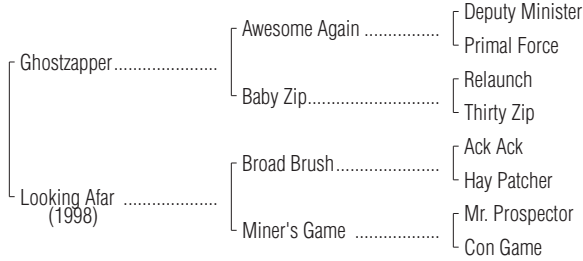 Deputy Minister
Awesome Again ..................
Primal Force
Ghostzapper.........................
Relaunch
Baby Zip................................
Thirty Zip
Ack Ack
Broad Brush.........................
Hay Patcher
Looking Afar .......................
(1998)
Mr. Prospector
Miner's Game ....................
Con Game